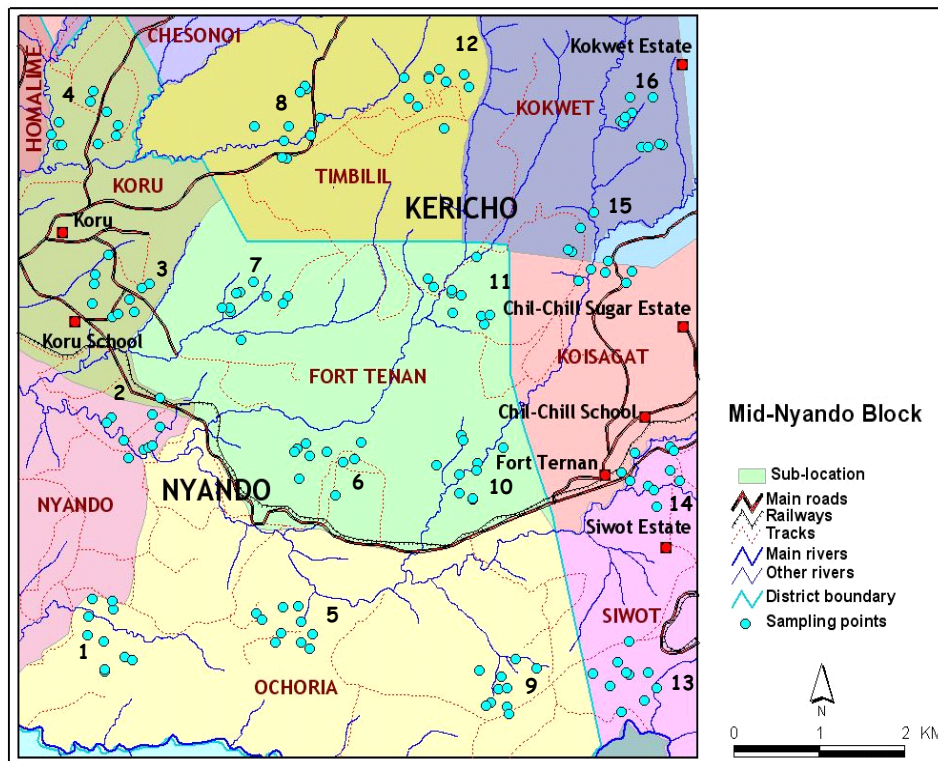 CHESONOI
HOMALIME
4
8
12
Kokwet Estate
16
KOKWET
KORU
TIMBILIL
KERICHO
15
Koru
3
7
11
Chil-Chill Sugar Estate
Koru School
KOISAGAT
FORT TENAN
2
Chil-Chill School
Mid-Nyando Block
Fort Ternan
NYANDO
NYANDO
6
10
14
Sub-location
Main roads
Railways
Tracks
Siwot Estate
Main rivers
Other rivers
District boundary
Sampling points
5
SIWOT
1
OCHORIA
9
13
N
0 1 2 KM